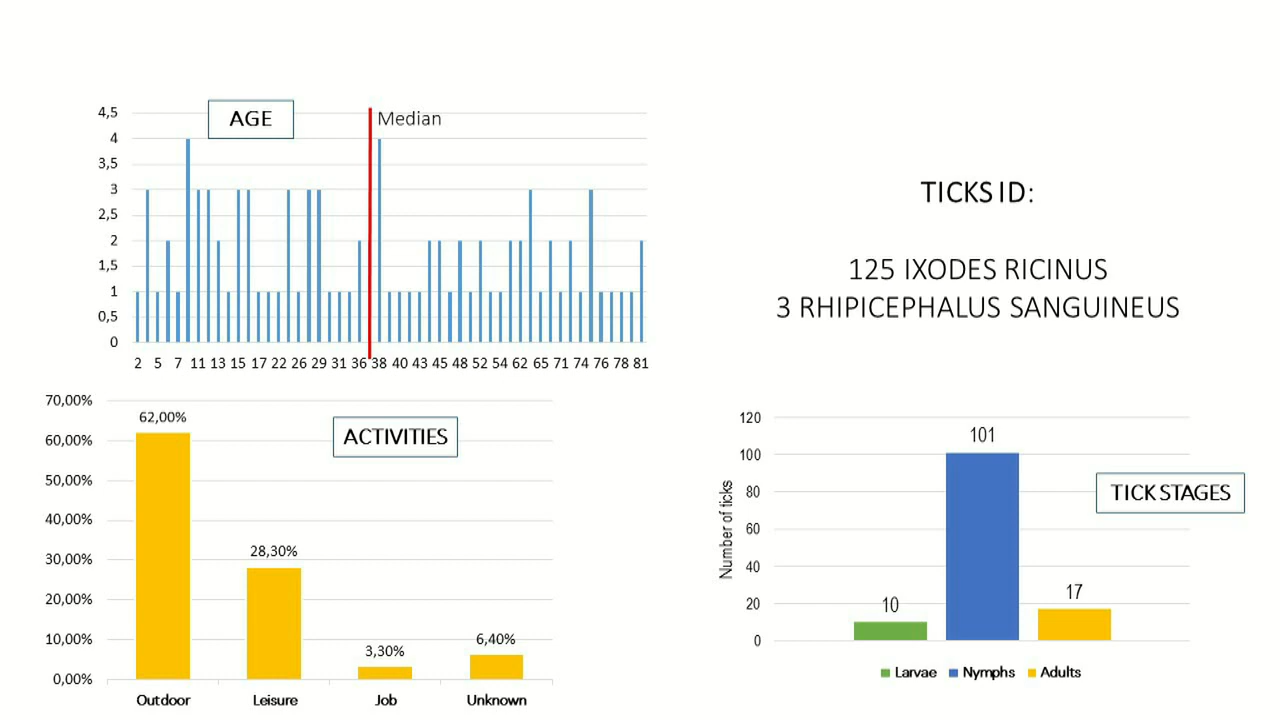 AGE
Median
4,5
4
3,5
3
2,5
2
1,5
1
0,5
0
2 5 7 11 13 15 17 22 26 29 31 36 38 40 43 45 48 52 54 62 65 71 74 76 78 81
TICKS ID:
125 IXODES RICINUS
3 RHIPICEPHALUS SANGUINEUS
ACTIVITIES
70,00%
60,00%
50,00%
40,00%
30,00%
20,00%
10,00%
0,00%
62,00%
28,30%
3,30%
6,40%
Outdoor Leisure Job Unknown
TICK STAGES
Number of ticks
120
100
80
60
40
20
0
10
101
17
Larvae Nymphs Adults